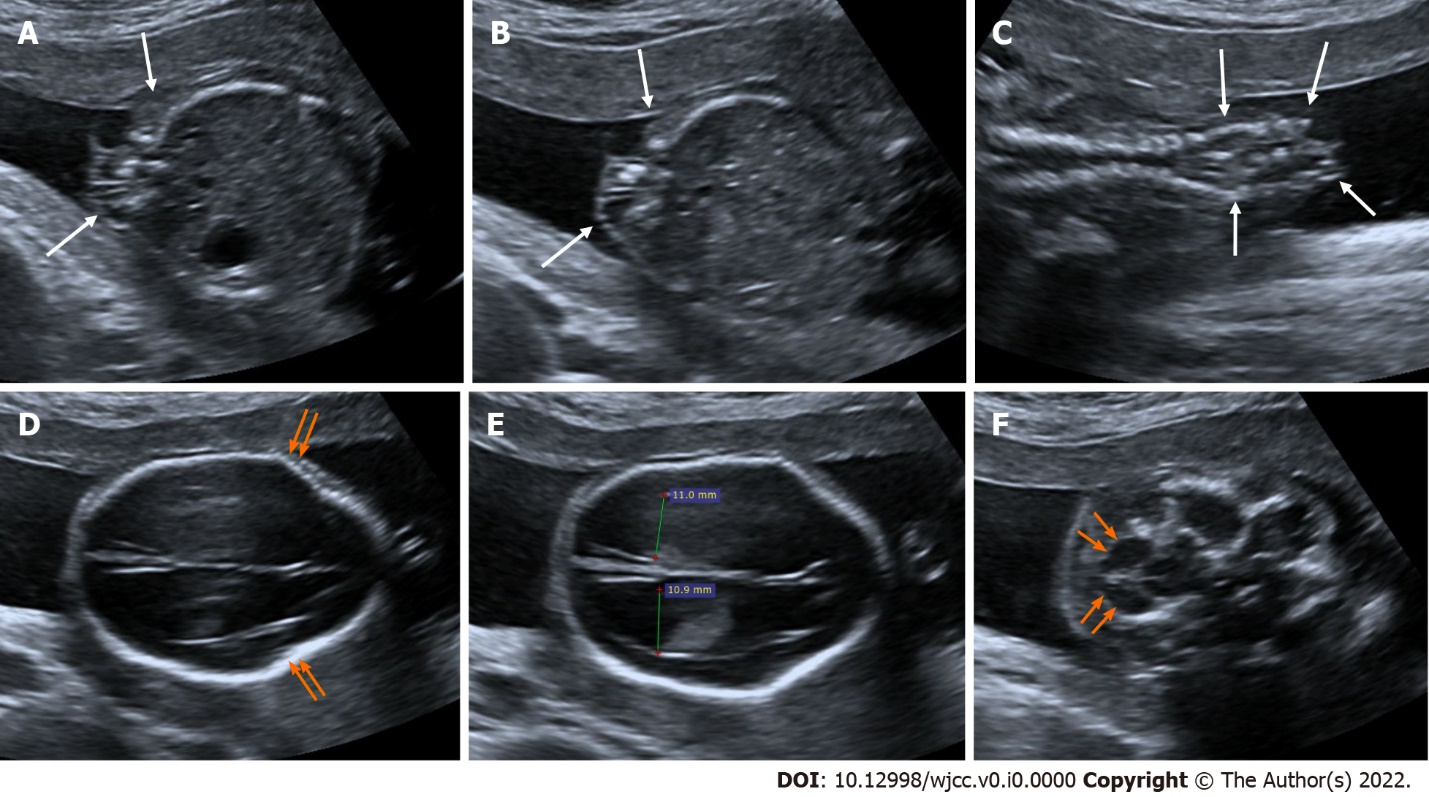 A
B
C
D
E
11.0 mm
10.9 mm
F
DOI: 10.12998/wjcc.v0.i0.0000 Copyright © The Author(s) 2022.